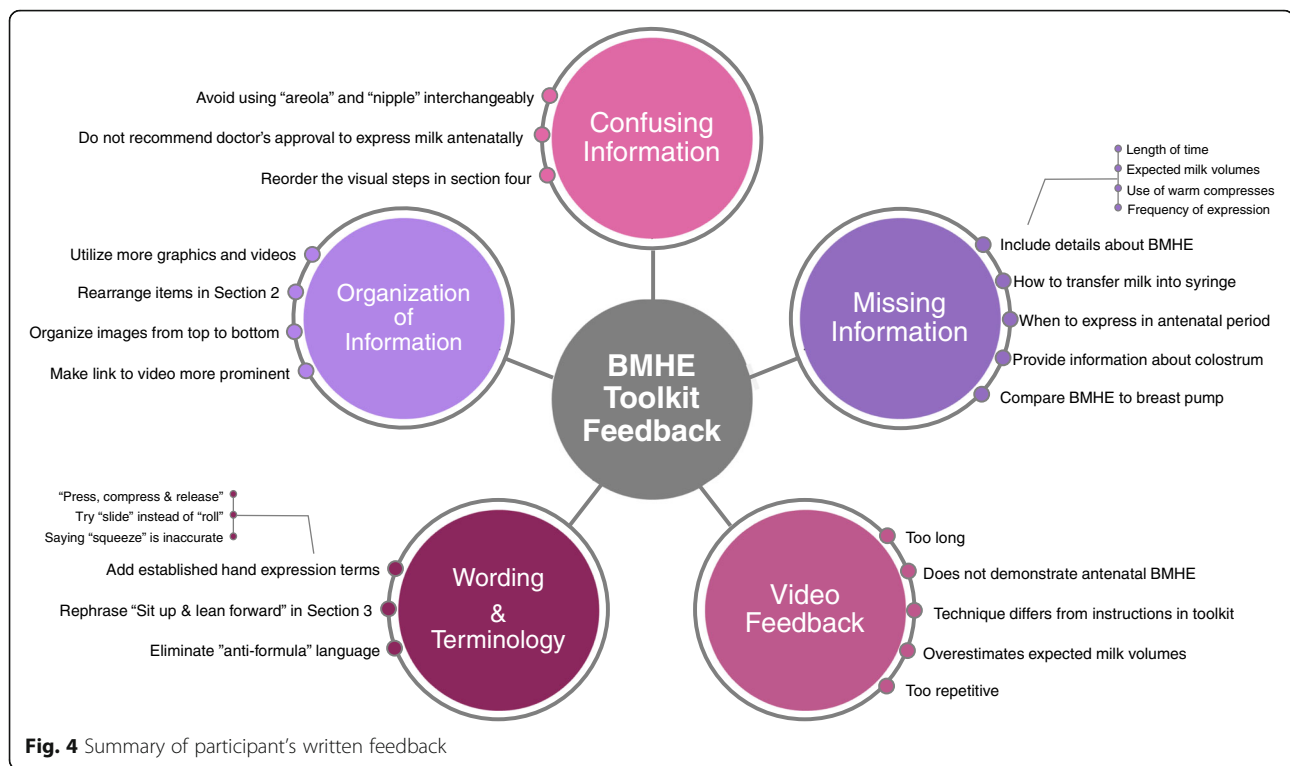 Confusing
Information
Avoid using “areola” and “nipple” interchangeably
Do not recommend doctor’s approval to express milk antenatally
Reorder the visual steps in section four
Organization
of
Information
Utilize more graphics and videos
Rearrange items in Section 2
Organize images from top to bottom
Make link to video more prominent
Missing
Information
Length of time
Expected milk volumes
Use of warm compresses
Frequency of expression
Include details about BMHE
How to transfer milk into syringe
When to express in antenatal period
Provide information about colostrum
Compare BMHE to breast pump
BMHE
Toolkit
Feedback
Wording
&
Terminology
“Press, compress & release”
Try “slide” instead of “roll”
Saying “squeeze” is inaccurate
Add established hand expression terms
Rephrase “Sit up & lean forward” in Section 3
Eliminate ”anti-formula” language
Video
Feedback
Too long
Does not demonstrate antenatal BMHE
Technique differs from instructions in toolkit
Overestimates expected milk volumes
Too repetitive
Fig. 4 Summary of participant’s written feedback